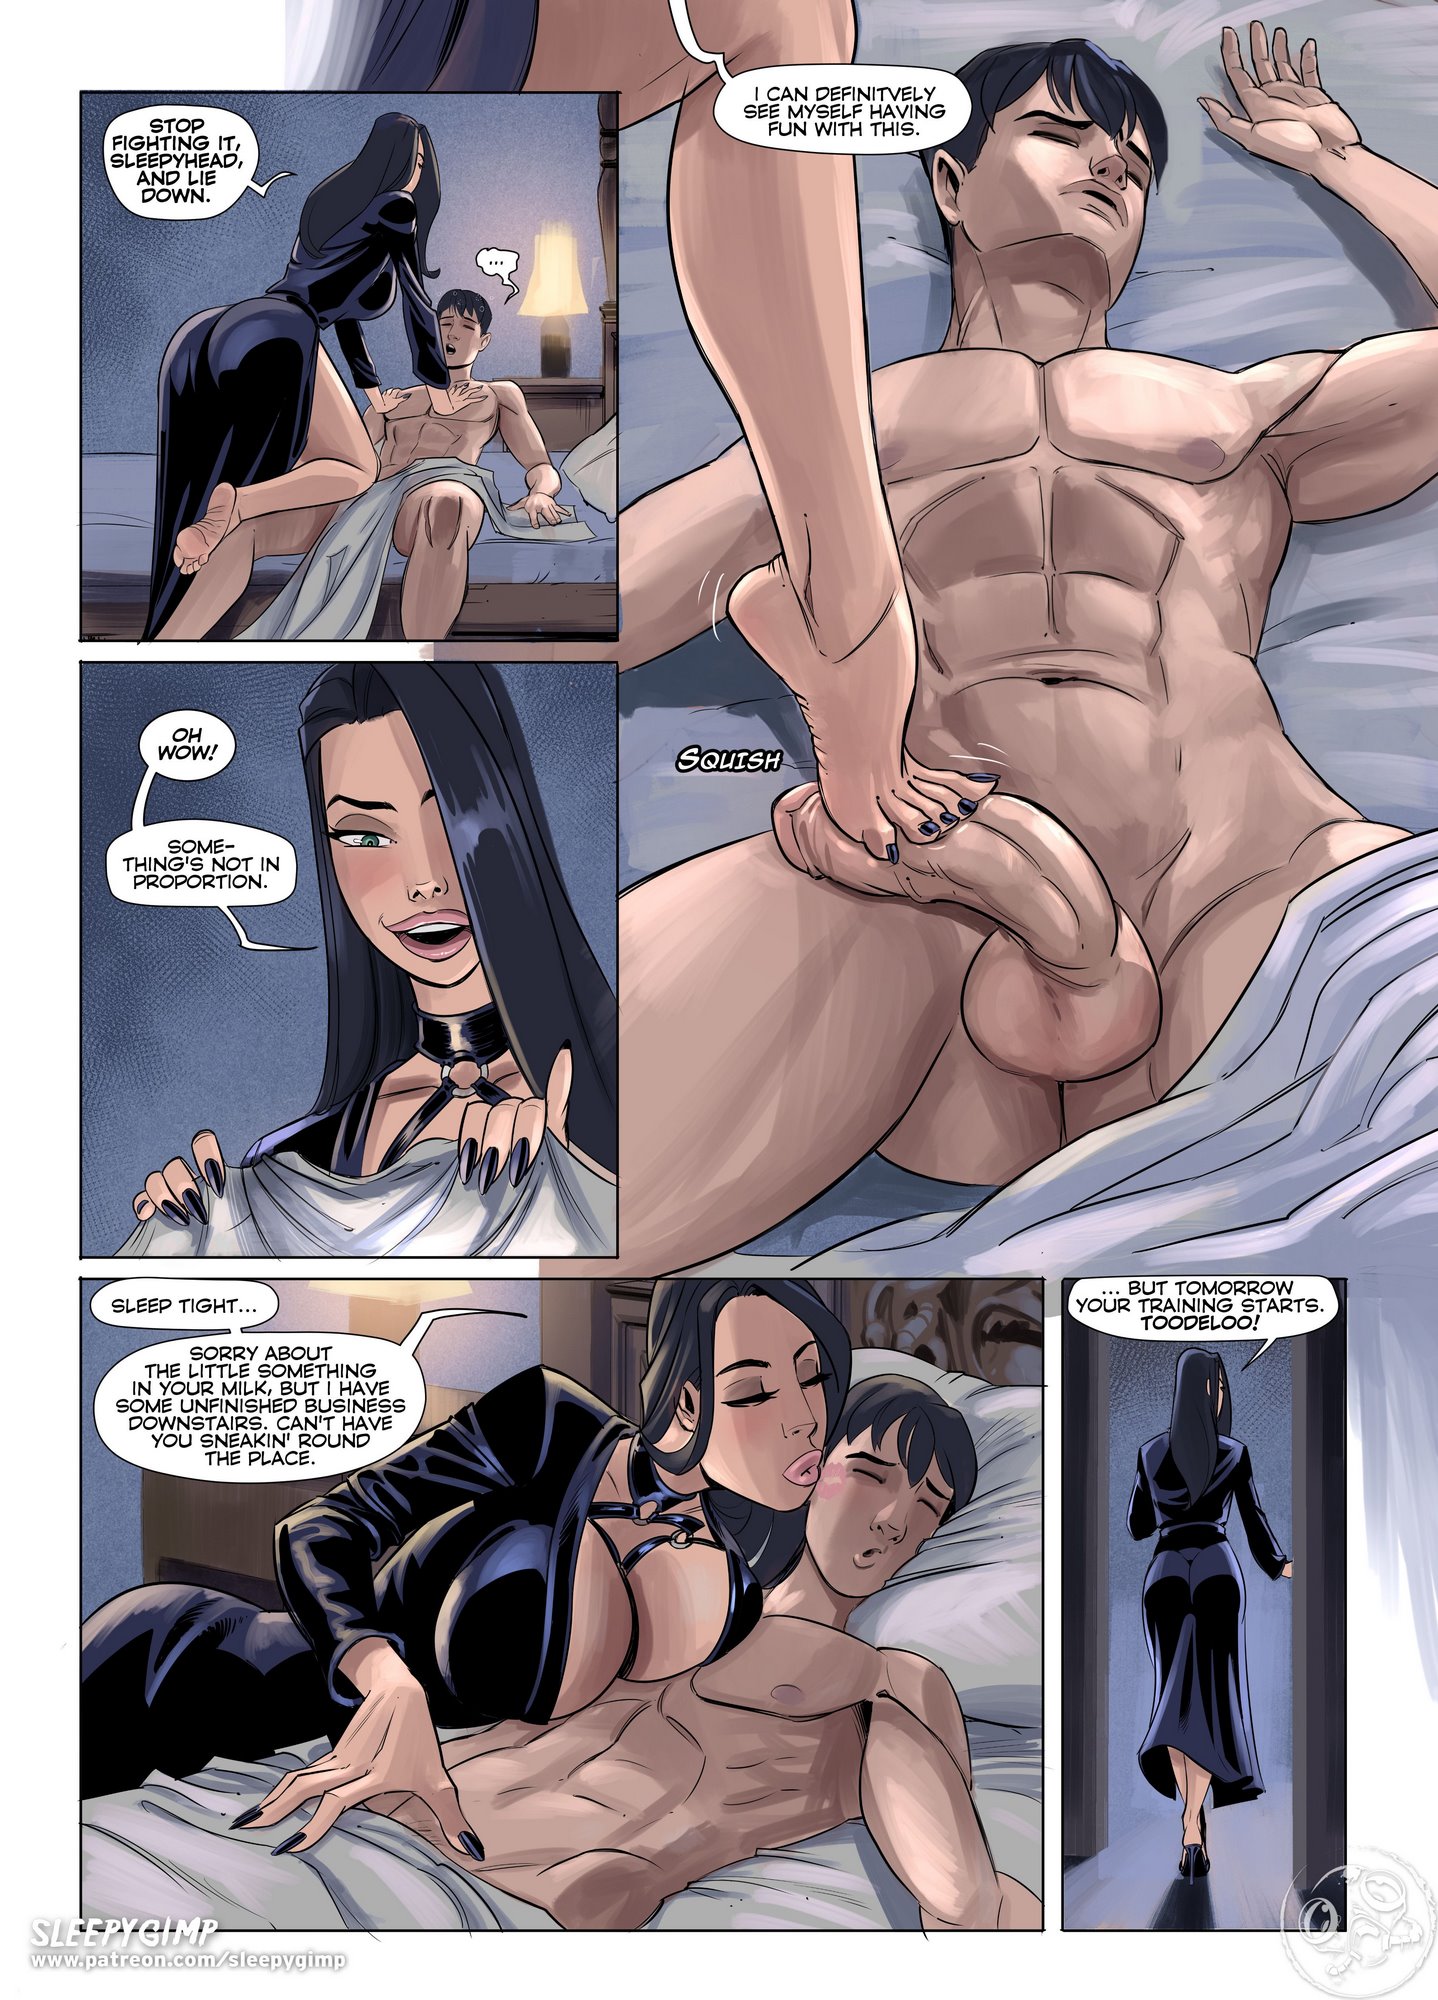 STOP
FIGHTING IT,
SLEEPYHEAD,
AND LIE
DOWN.
...
OH
WOW!
SOME-
THING'S NOT IN
PROPORTION.
I CAN DEFINITVELY
SEE MYSELF HAVING
FUN WITH THIS.
SQUISH
SLEEP TIGHT...
SORRY ABOUT
THE LITTLE SOMETHING
IN YOUR MILK, BUT I HAVE
SOME UNFINISHED BUSINESS
DOWNSTAIRS. CAN'T HAVE
YOU SNEAKIN' ROUND
THE PLACE.
... BUT TOMORROW
YOUR TRAINING STARTS.
TOODELOO!
SLEEPYGIMP
www.patreon.com/sleepygimp